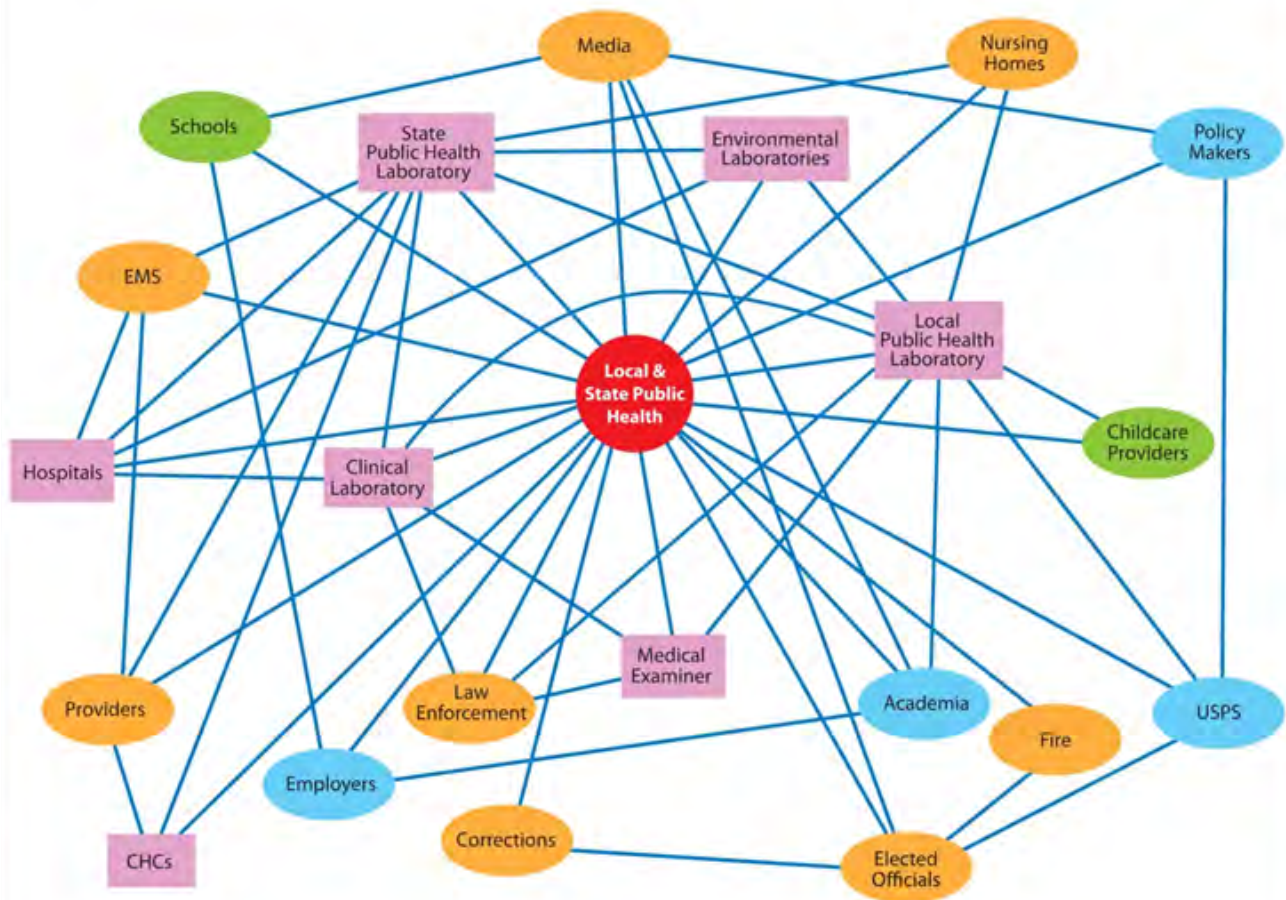 Media
Nursing
Homes
Schools
State
Public Health
Laboratory
Environmental
Laboratories
Policy
Makers
EMS
Local
Public Health
Laboratory
Local &
State Public
Health
Childcare
Providers
Hospitals
Clinical
Laboratory
Medical
Examiner
Providers
Law
Enforcement
Academia
USPS
Fire
Employers
Corrections
CHCs
Elected
Officials